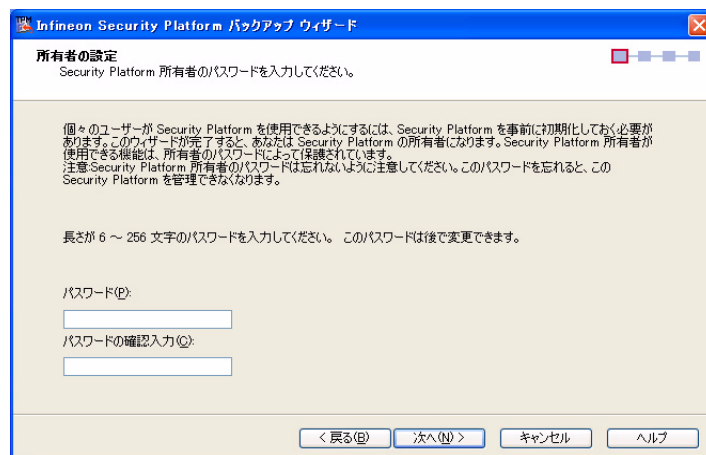 Infineon Security Platform バックアップ ウィザード
所有者の設定
Security Platform 所有者のパスワードを入力してください。
個々のユーザーが Security Platform を使用できるようにするには、Security Platform を事前に初期化しておく必要が
あります。このウィザードが完了すると、あなたは Security Platform の所有者になります。Security Platform 所有者が
使用できる機能は、所有者のパスワードによって保護されています。
注意:Security Platform 所有者のパスワードは忘れないように注意してください。このパスワードを忘れると、この
Security Platform を管理できなくなります。
長さが 6 ～ 256 文字のパスワードを入力してください。 このパスワードは後で変更できます。
パスワード(P):
パスワードの確認入力(C):
< 戻る(B) 次へ(N) > キャンセル ヘルプ